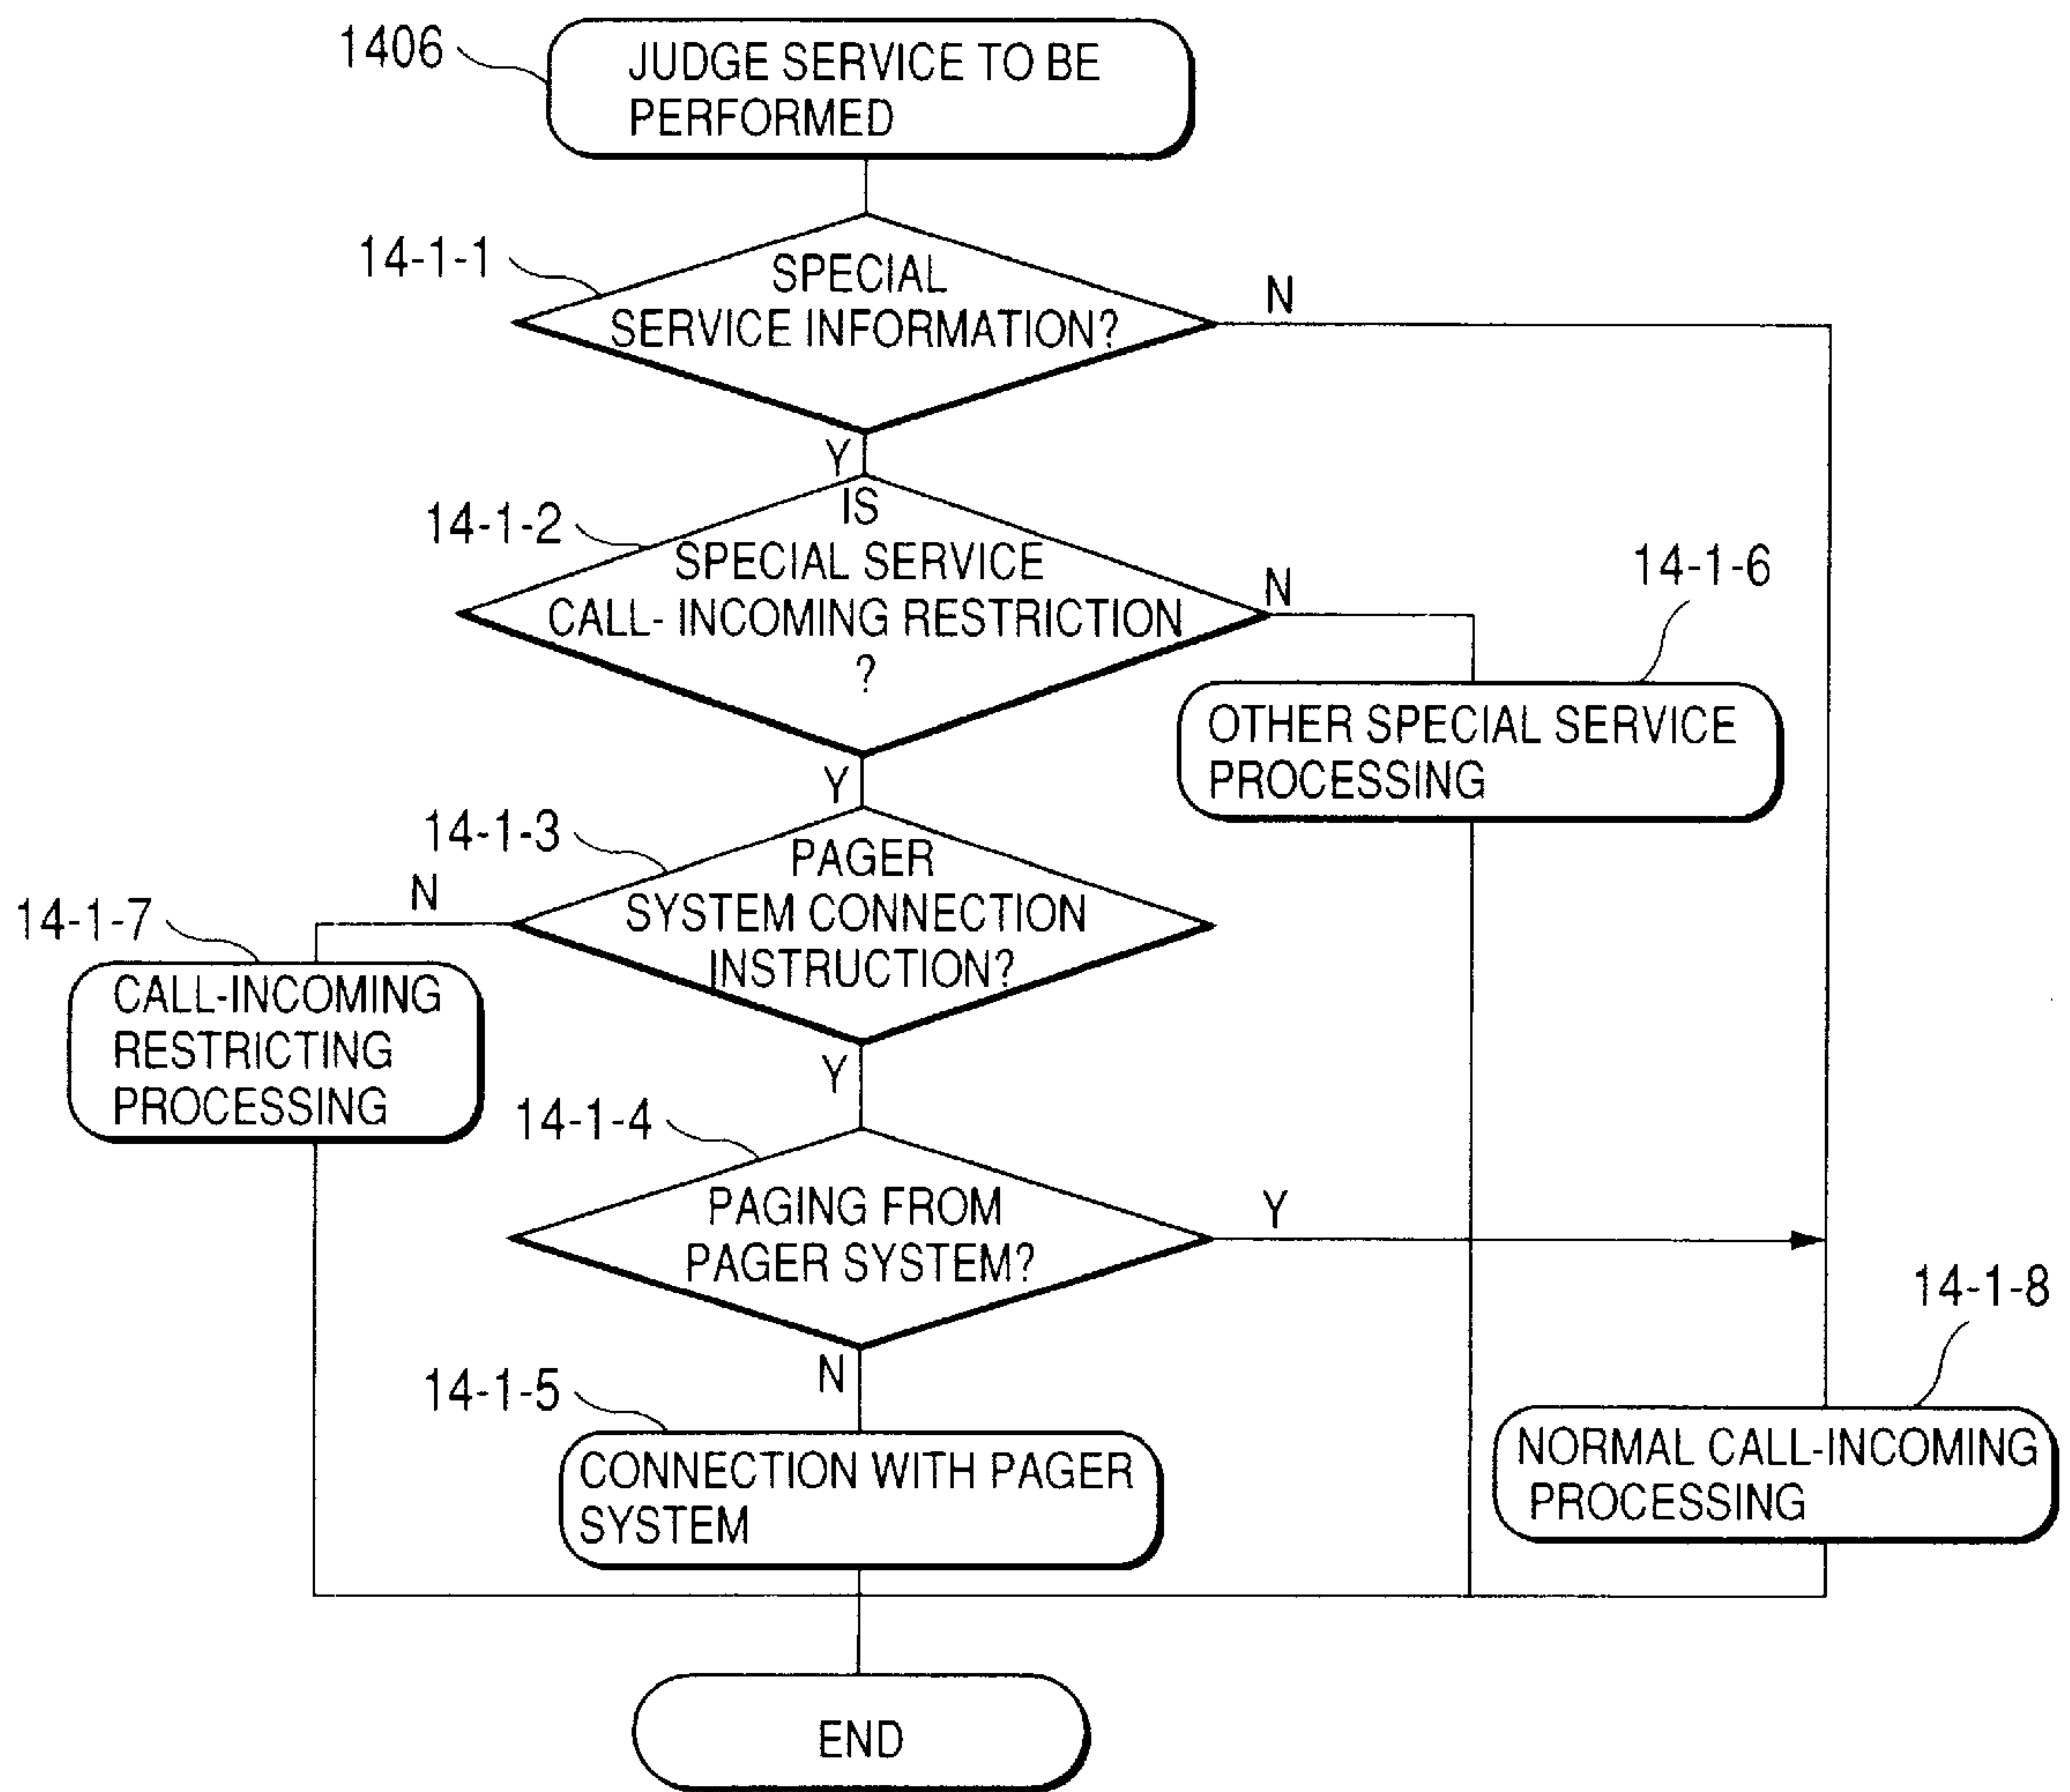 1406
JUDGE SERVICE TO BE
PERFORMED
14-1-1
SPECIAL
SERVICE INFORMATION?
N
Y
14-1-2
IS
SPECIAL SERVICE
CALL- INCOMING RESTRICTION
?
N
14-1-6
OTHER SPECIAL SERVICE
PROCESSING
Y
14-1-3
PAGER
SYSTEM CONNECTION
INSTRUCTION?
N
14-1-7
CALL-INCOMING
RESTRICTING
PROCESSING
Y
14-1-4
PAGING FROM
PAGER SYSTEM?
Y
N
14-1-5
CONNECTION WITH PAGER
SYSTEM
14-1-8
NORMAL CALL-INCOMING
PROCESSING
END